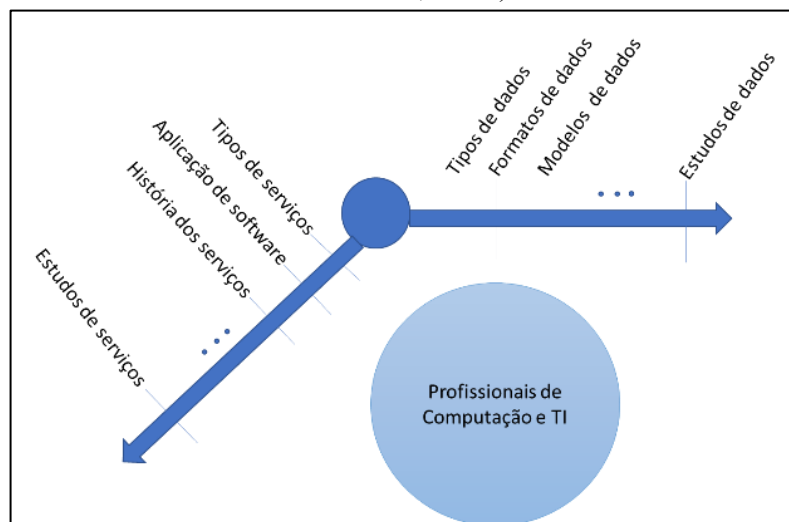 Tipos de dados
Formatos de dados
Modelos de dados
Estudos de dados
Tipos de serviços
Aplicação de software
História dos serviços
Estudos de serviços
Profissionais de
Computação e TI